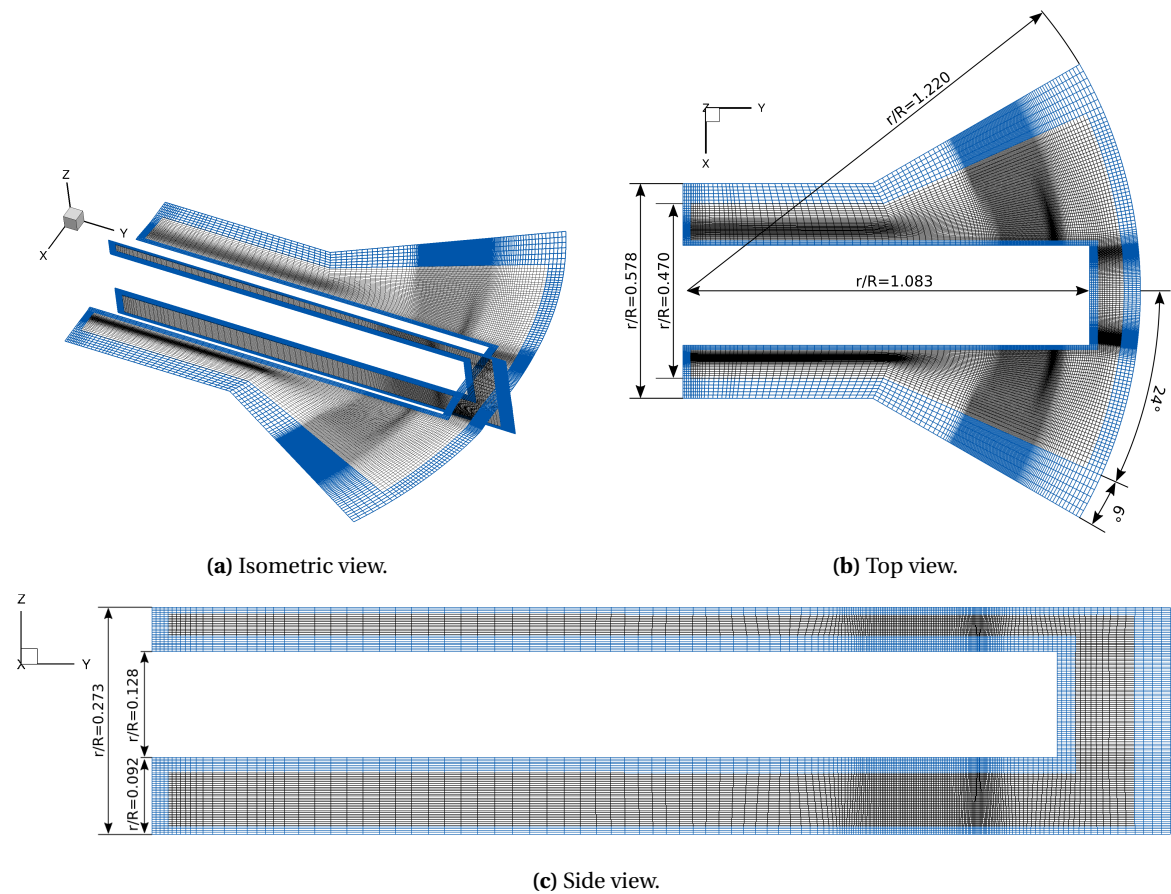 Z
X
Y
(a) Isometric view.
r/R=1.220
Z
Y
X
r/R=0.578
r/R=0.470
r/R=1.083
24°
6°
(b) Top view.
Z
X
Y
r/R=0.273
r/R=0.128
r/R=0.092
(c) Side view.